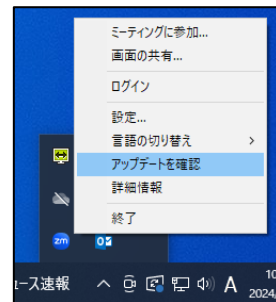 ミーティングに参加...
画面の共有...
ログイン
設定...
言語の切り替え
アップデートを確認
詳細情報
終了
zm
ース速報
A
10
2024